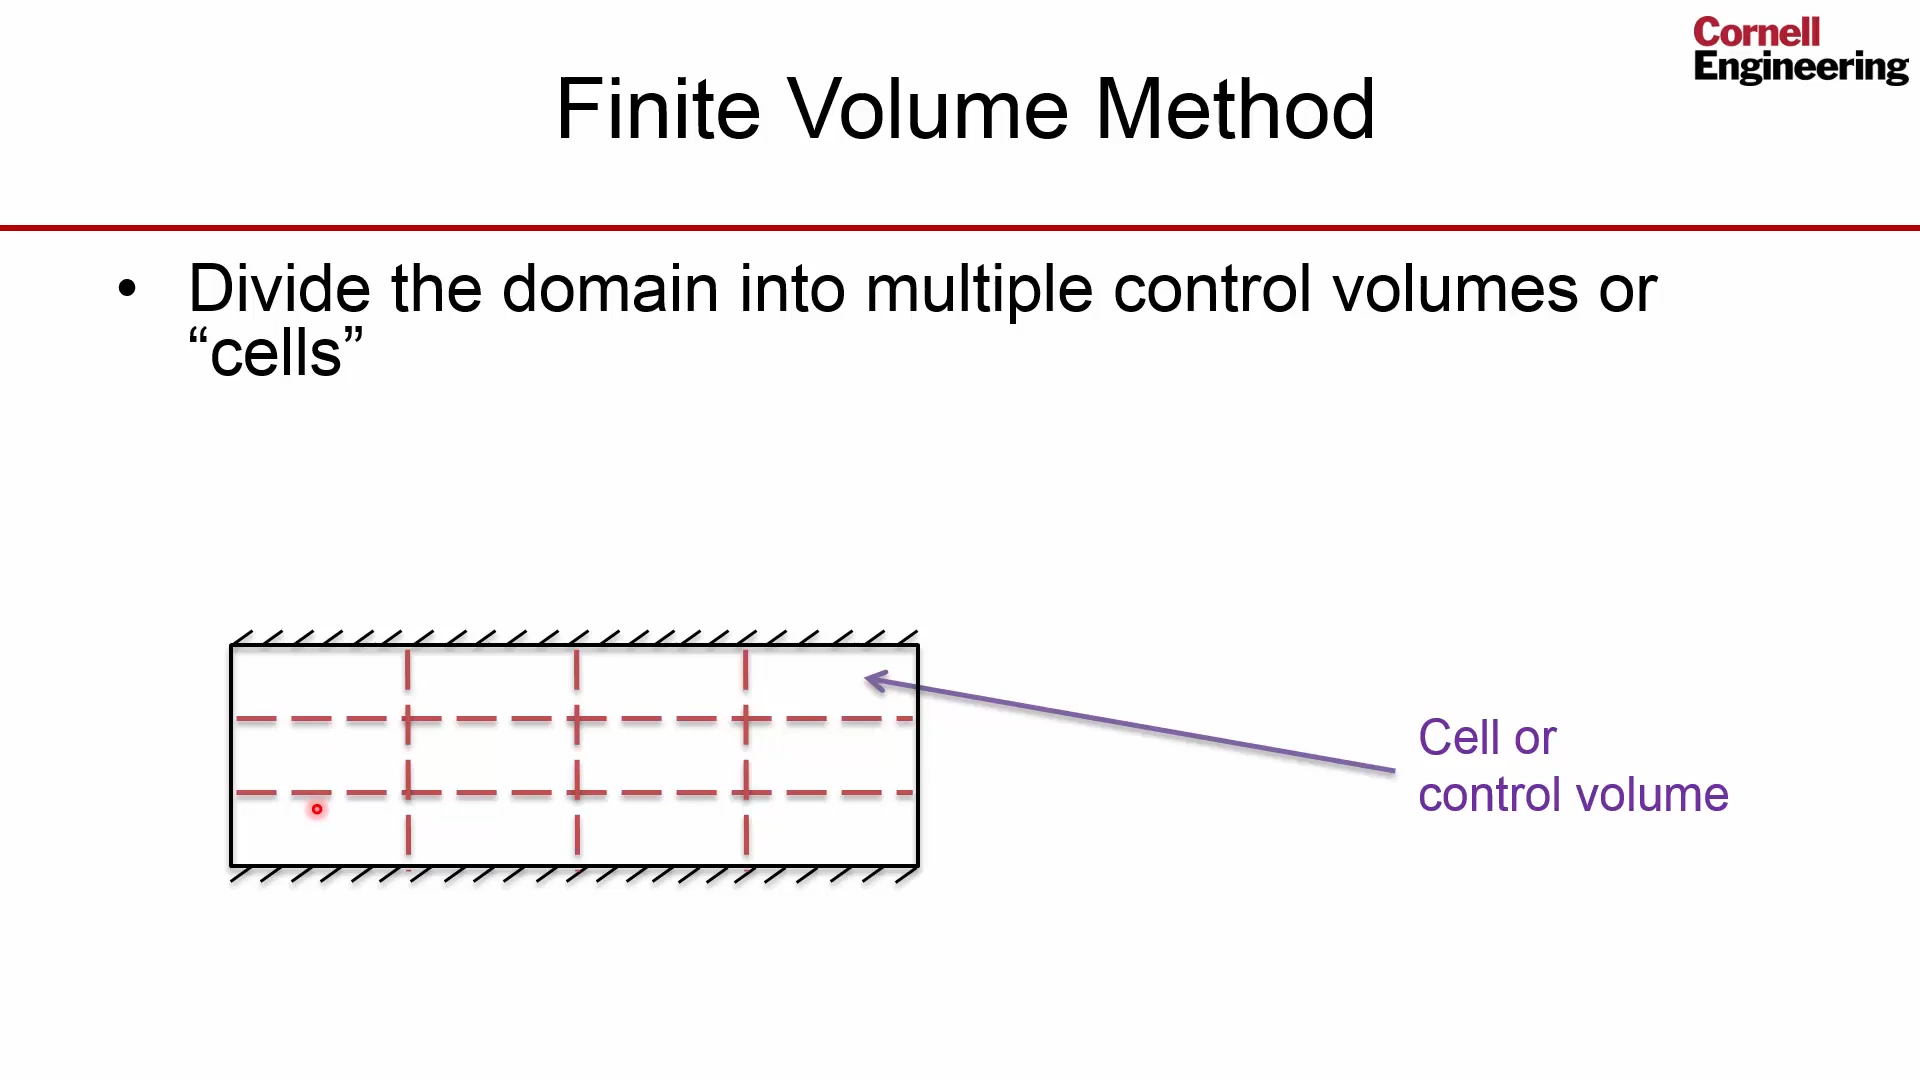 Cornell
Engineering
Finite Volume Method
• Divide the domain into multiple control volumes or
“cells”
Cell or
control volume